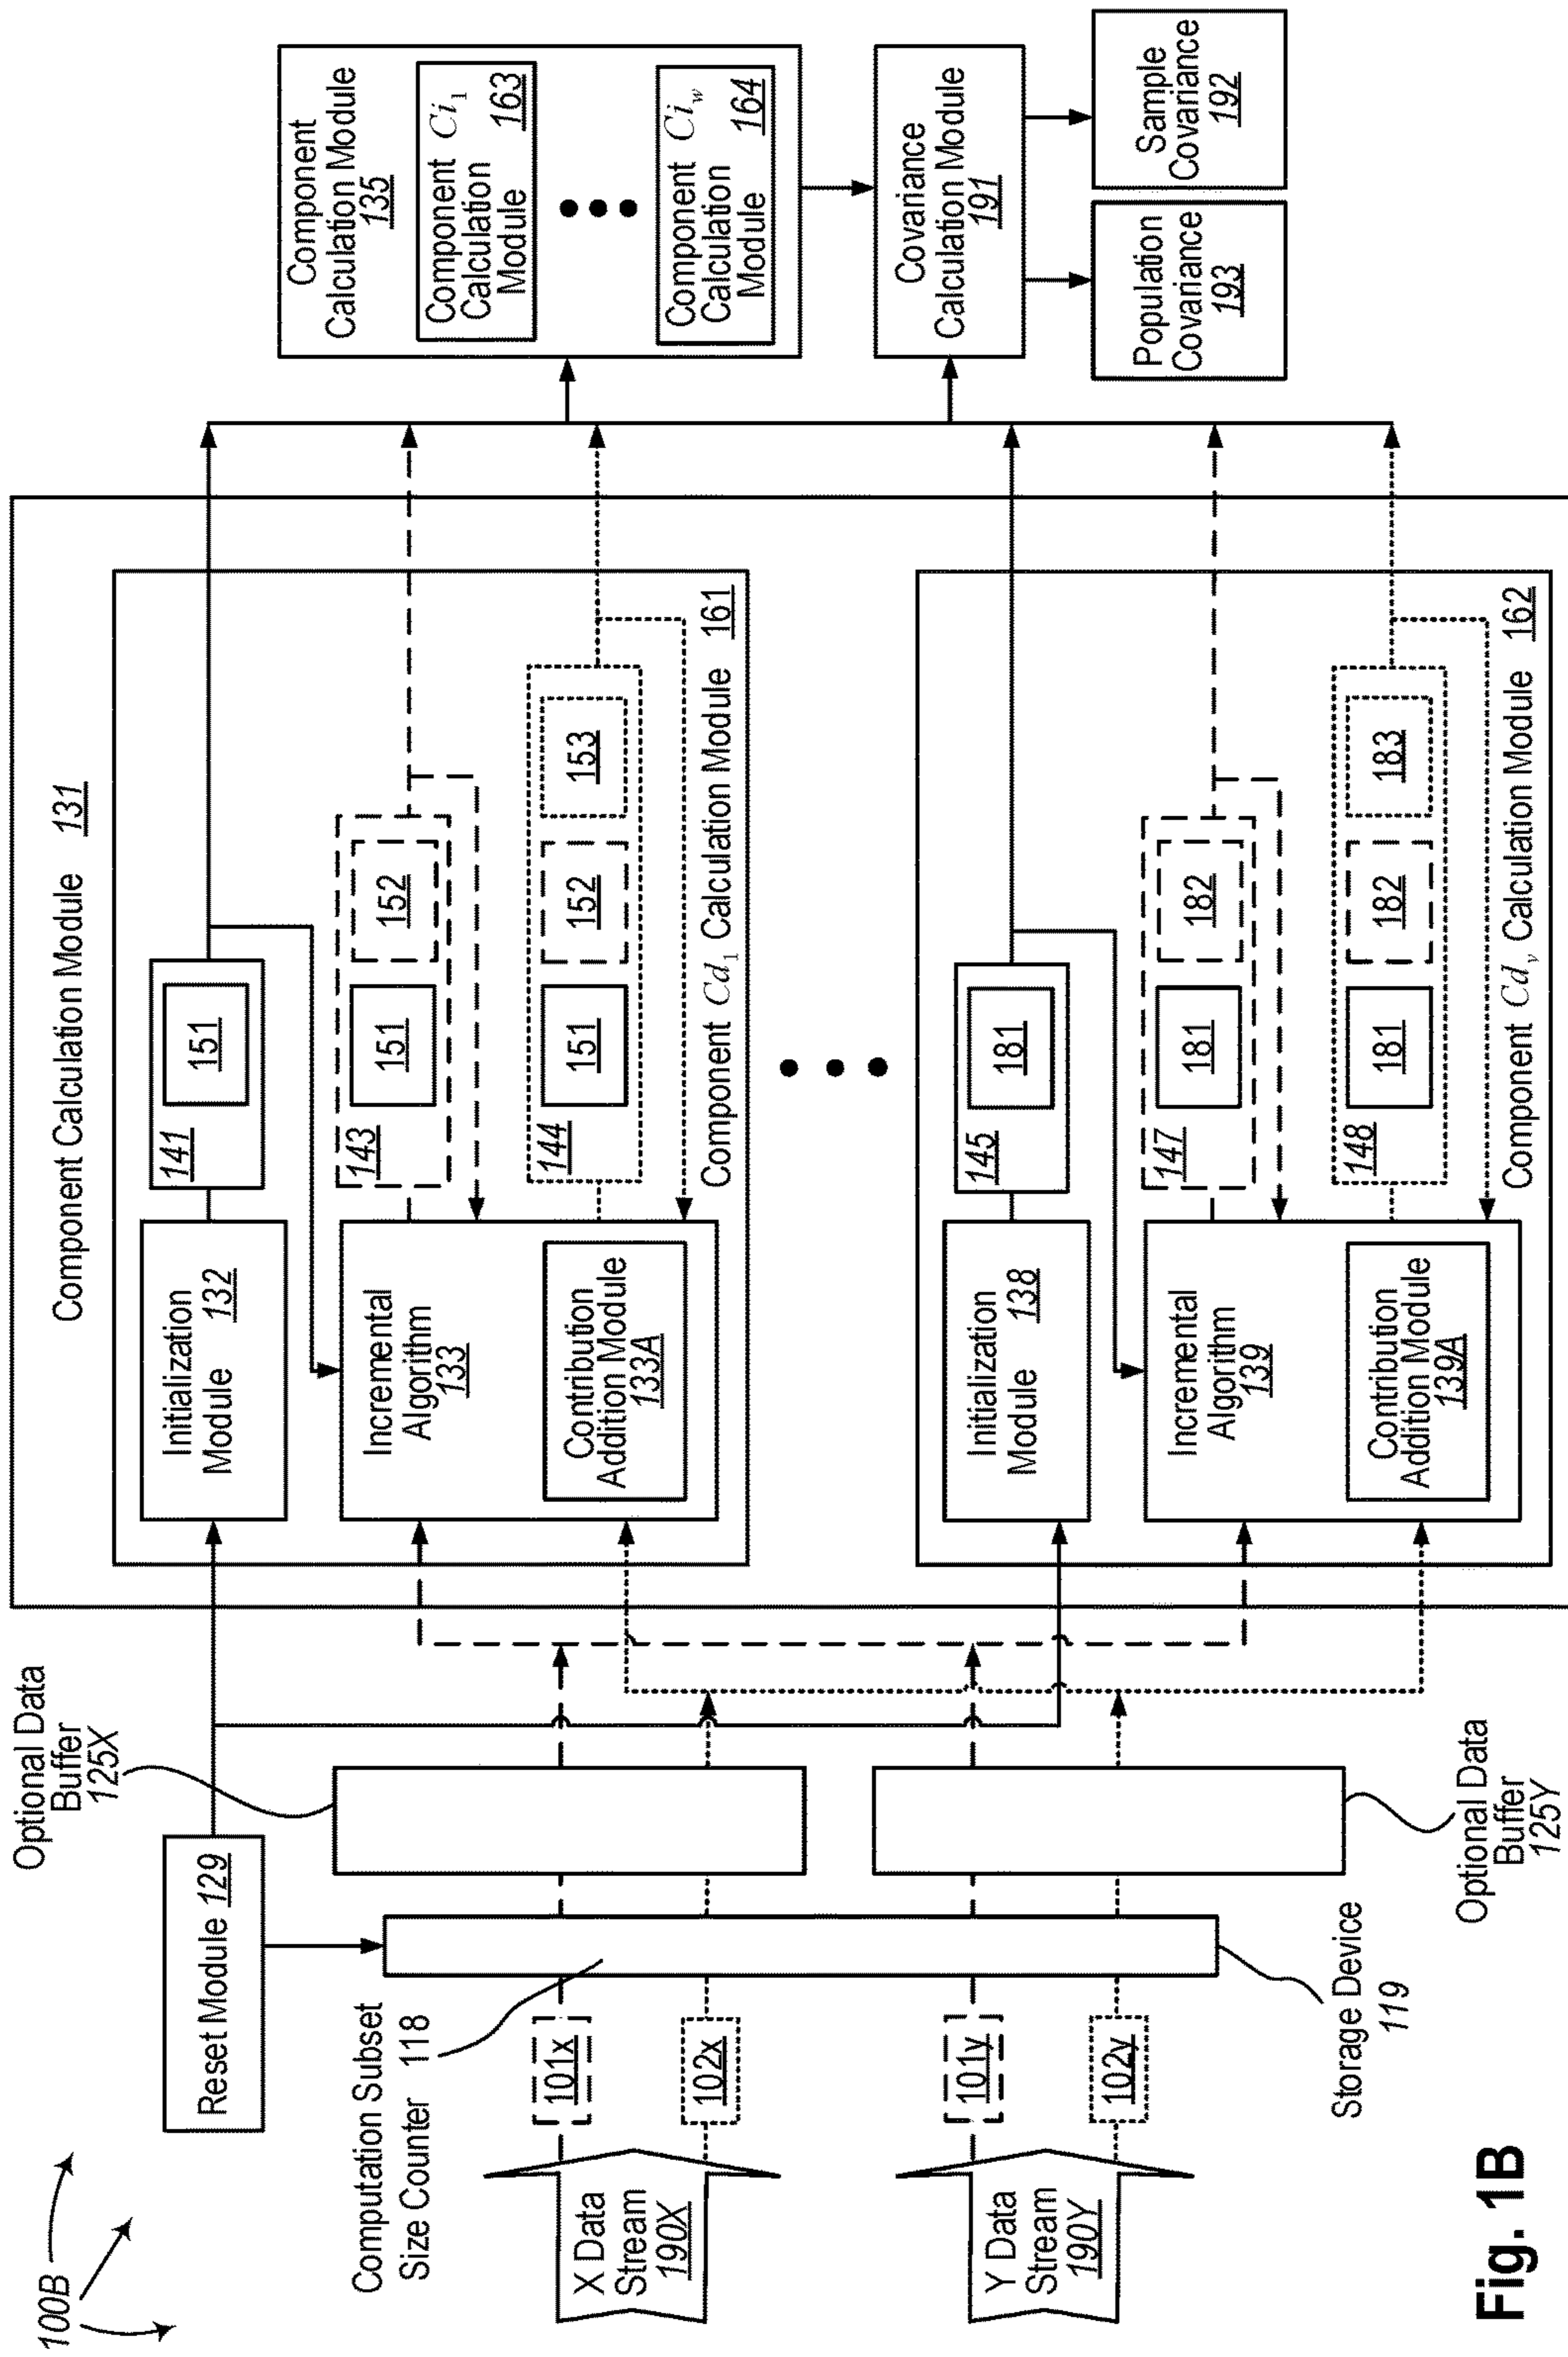 100B
Reset Module 129
Optional Data
Buffer
125X
Computation Subset
Size Counter 118
X Data
Stream
190X
101x
102x
Y Data
Stream
190Y
101y
102y
Storage Device
119
Optional Data
Buffer
125Y
Component Calculation Module 131
Initialization
Module 132
141
151
Incremental
Algorithm
133
Contribution
Addition Module
133A
143
151
152
144
151
152
153
Component Cd1 Calculation Module 161
Initialization
Module 138
145
181
Incremental
Algorithm
139
Contribution
Addition Module
139A
147
181
182
148
181
182
183
Component Cdv Calculation Module 162
Component
Calculation Module
135
Component Ci1
Calculation
Module 163
Component Ciw
Calculation
Module 164
Covariance
Calculation Module
191
Population
Covariance
193
Sample
Covariance
192
Fig. 1B